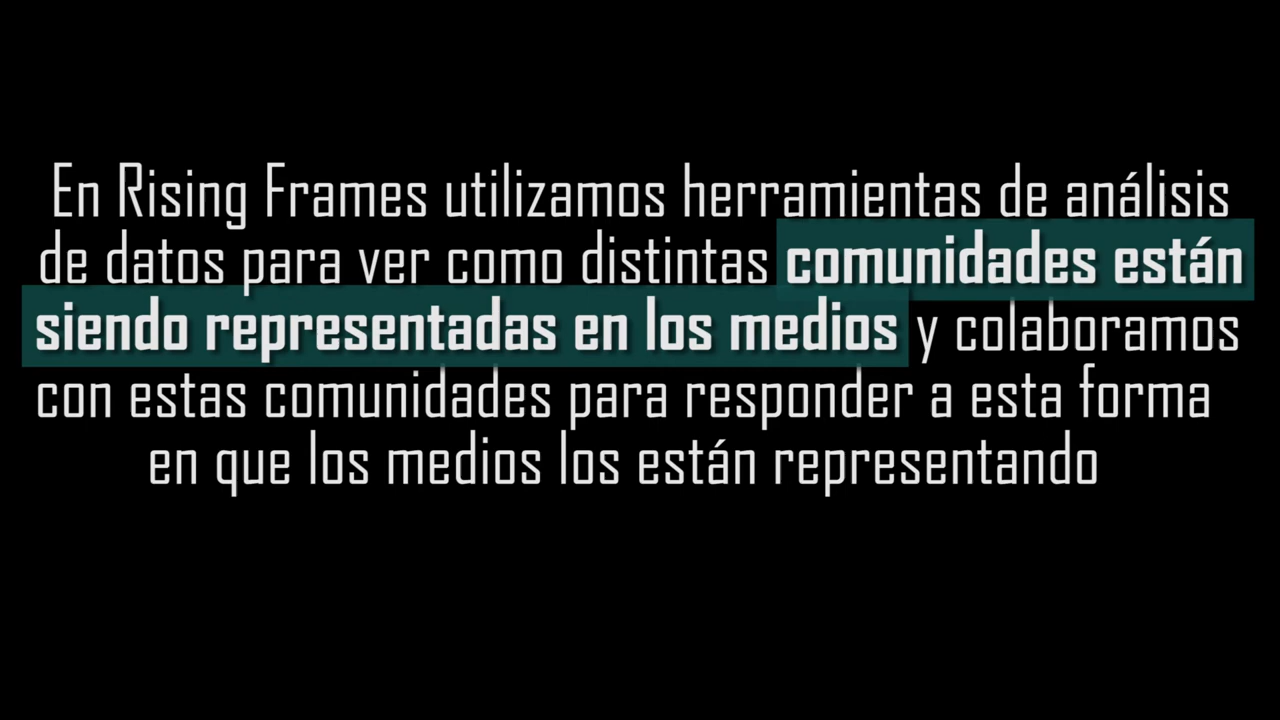 En Rising Frames utilizamos herramientas de análisis
de datos para ver como distintas comunidades están
siendo representadas en los medios y colaboramos
con estas comunidades para responder a esta forma
en que los medios los están representando